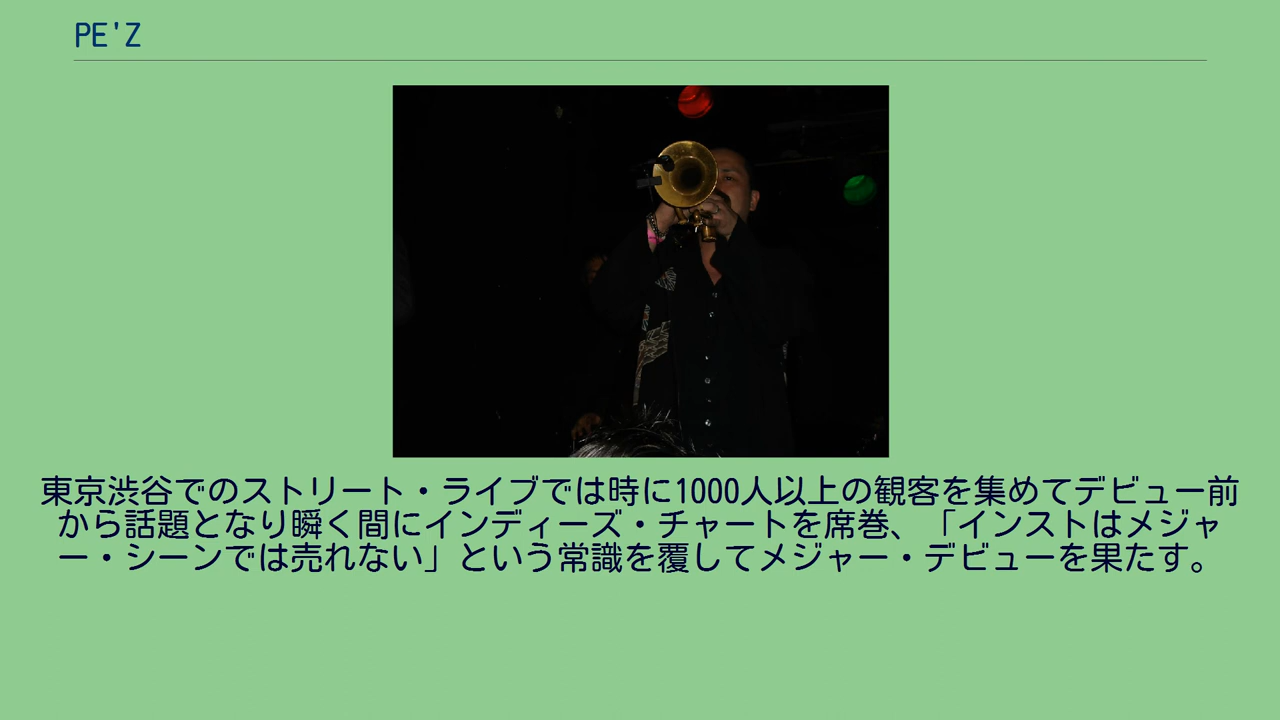 PE'Z
東京渋谷でのストリート・ライブでは時に1000人以上の観客を集めてデビュー前
から話題となり瞬く間にインディーズ・チャートを席巻、「インストはメジャ
ー・シーンでは売れない」という常識を覆してメジャー・デビューを果たす。